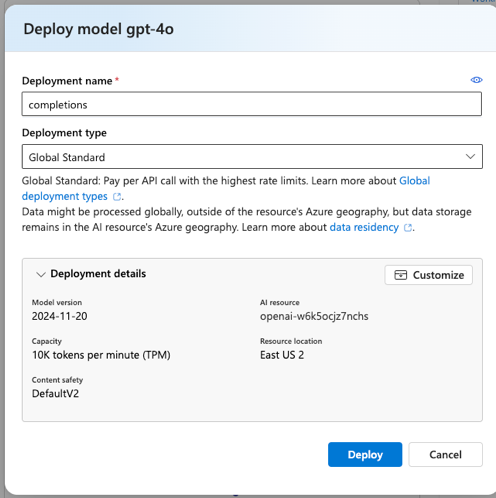 Deploy model gpt-4o
Deployment name *
completions
Deployment type
Global Standard
Global Standard: Pay per API call with the highest rate limits. Learn more about Global
deployment types.
Data might be processed globally, outside of the resource's Azure geography, but data storage
remains in the AI resource's Azure geography. Learn more about data residency.
Deployment details
Customize
Model version
AI resource
2024-11-20
openai-w6k5ocjz7nchs
Capacity
Resource location
10K tokens per minute (TPM)
East US 2
Content safety
DefaultV2
Deploy
Cancel